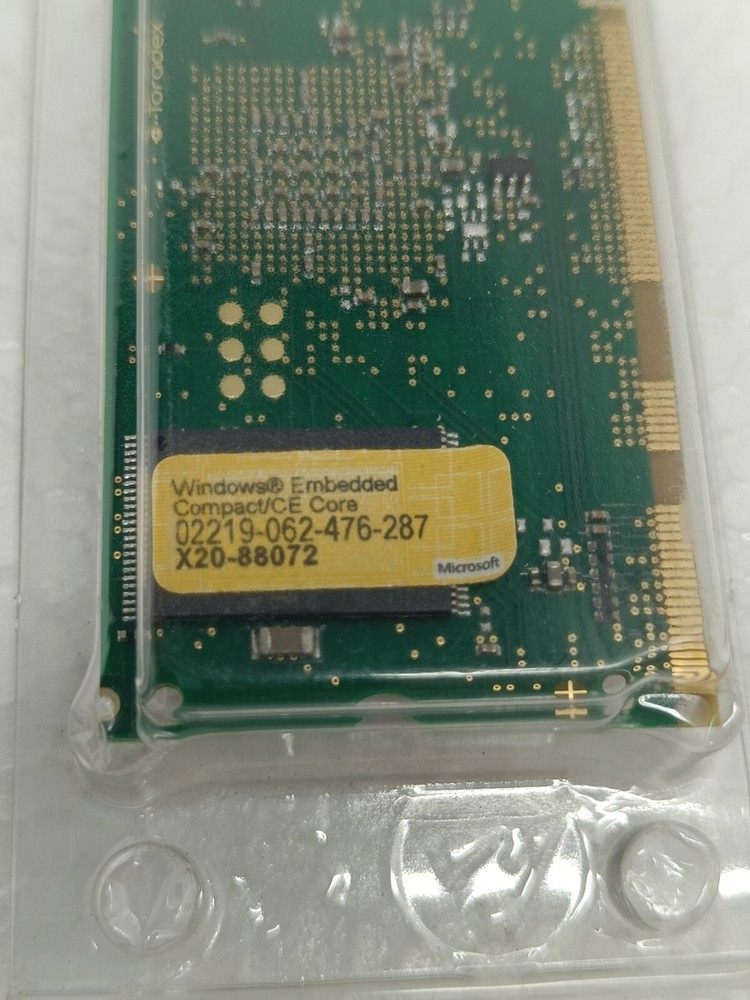 Toradex
Windows® Embedded
Compact/CE Core
02219-062-476-287
X20-88072
Microsoft